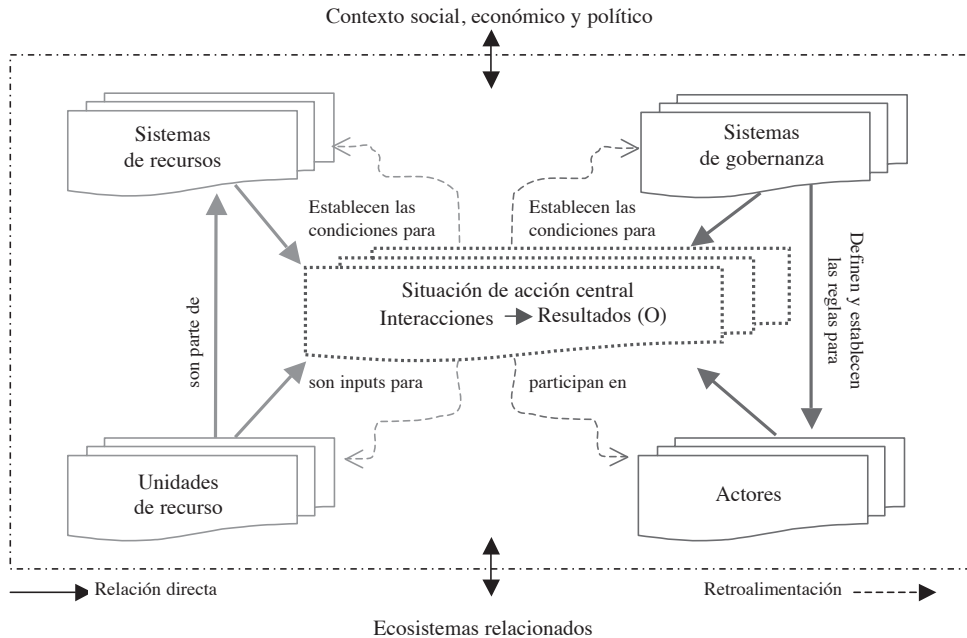 Contexto social, económico y político
Sistemas
de recursos
Sistemas
de gobernanza
Establecen las
condiciones para
Establecen las
condiciones para
Definen y establecen
las reglas para
son parte de
Situación de acción central
Interacciones
Resultados (O)
son inputs para
participan en
Unidades
de recurso
Actores
Relación directa
Retroalimentación
Ecosistemas relacionados